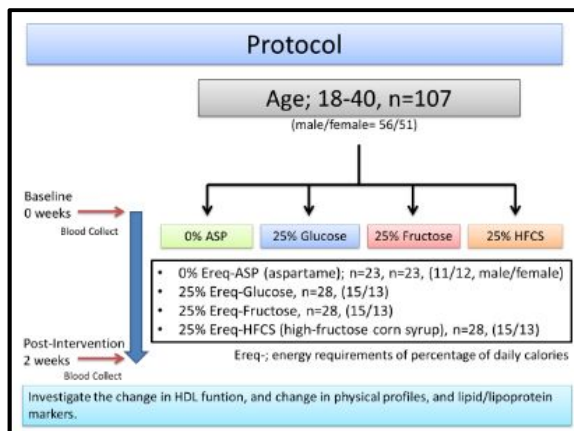 Protocol
Age; 18-40, n=107
(male/female= 56/51)
Baseline
0 weeks
Blood Collect
0% ASP
25% Glucose
25% Fructose
25% HFCS
• 0% Ereq-ASP (aspartame); n=23, n=23, (11/12, male/female)
• 25% Ereq-Glucose, n=28, (15/13)
• 25% Ereq-Fructose, n=28, (15/13)
• 25% Ereq-HFCS (high-fructose corn syrup), n=28, (15/13)
Post-Intervention
2 weeks
Blood Collect
Ereq-; energy requirements of percentage of daily calories
Investigate the change in HDL funtion, and change in physical profiles, and lipid/lipoprotein
markers.